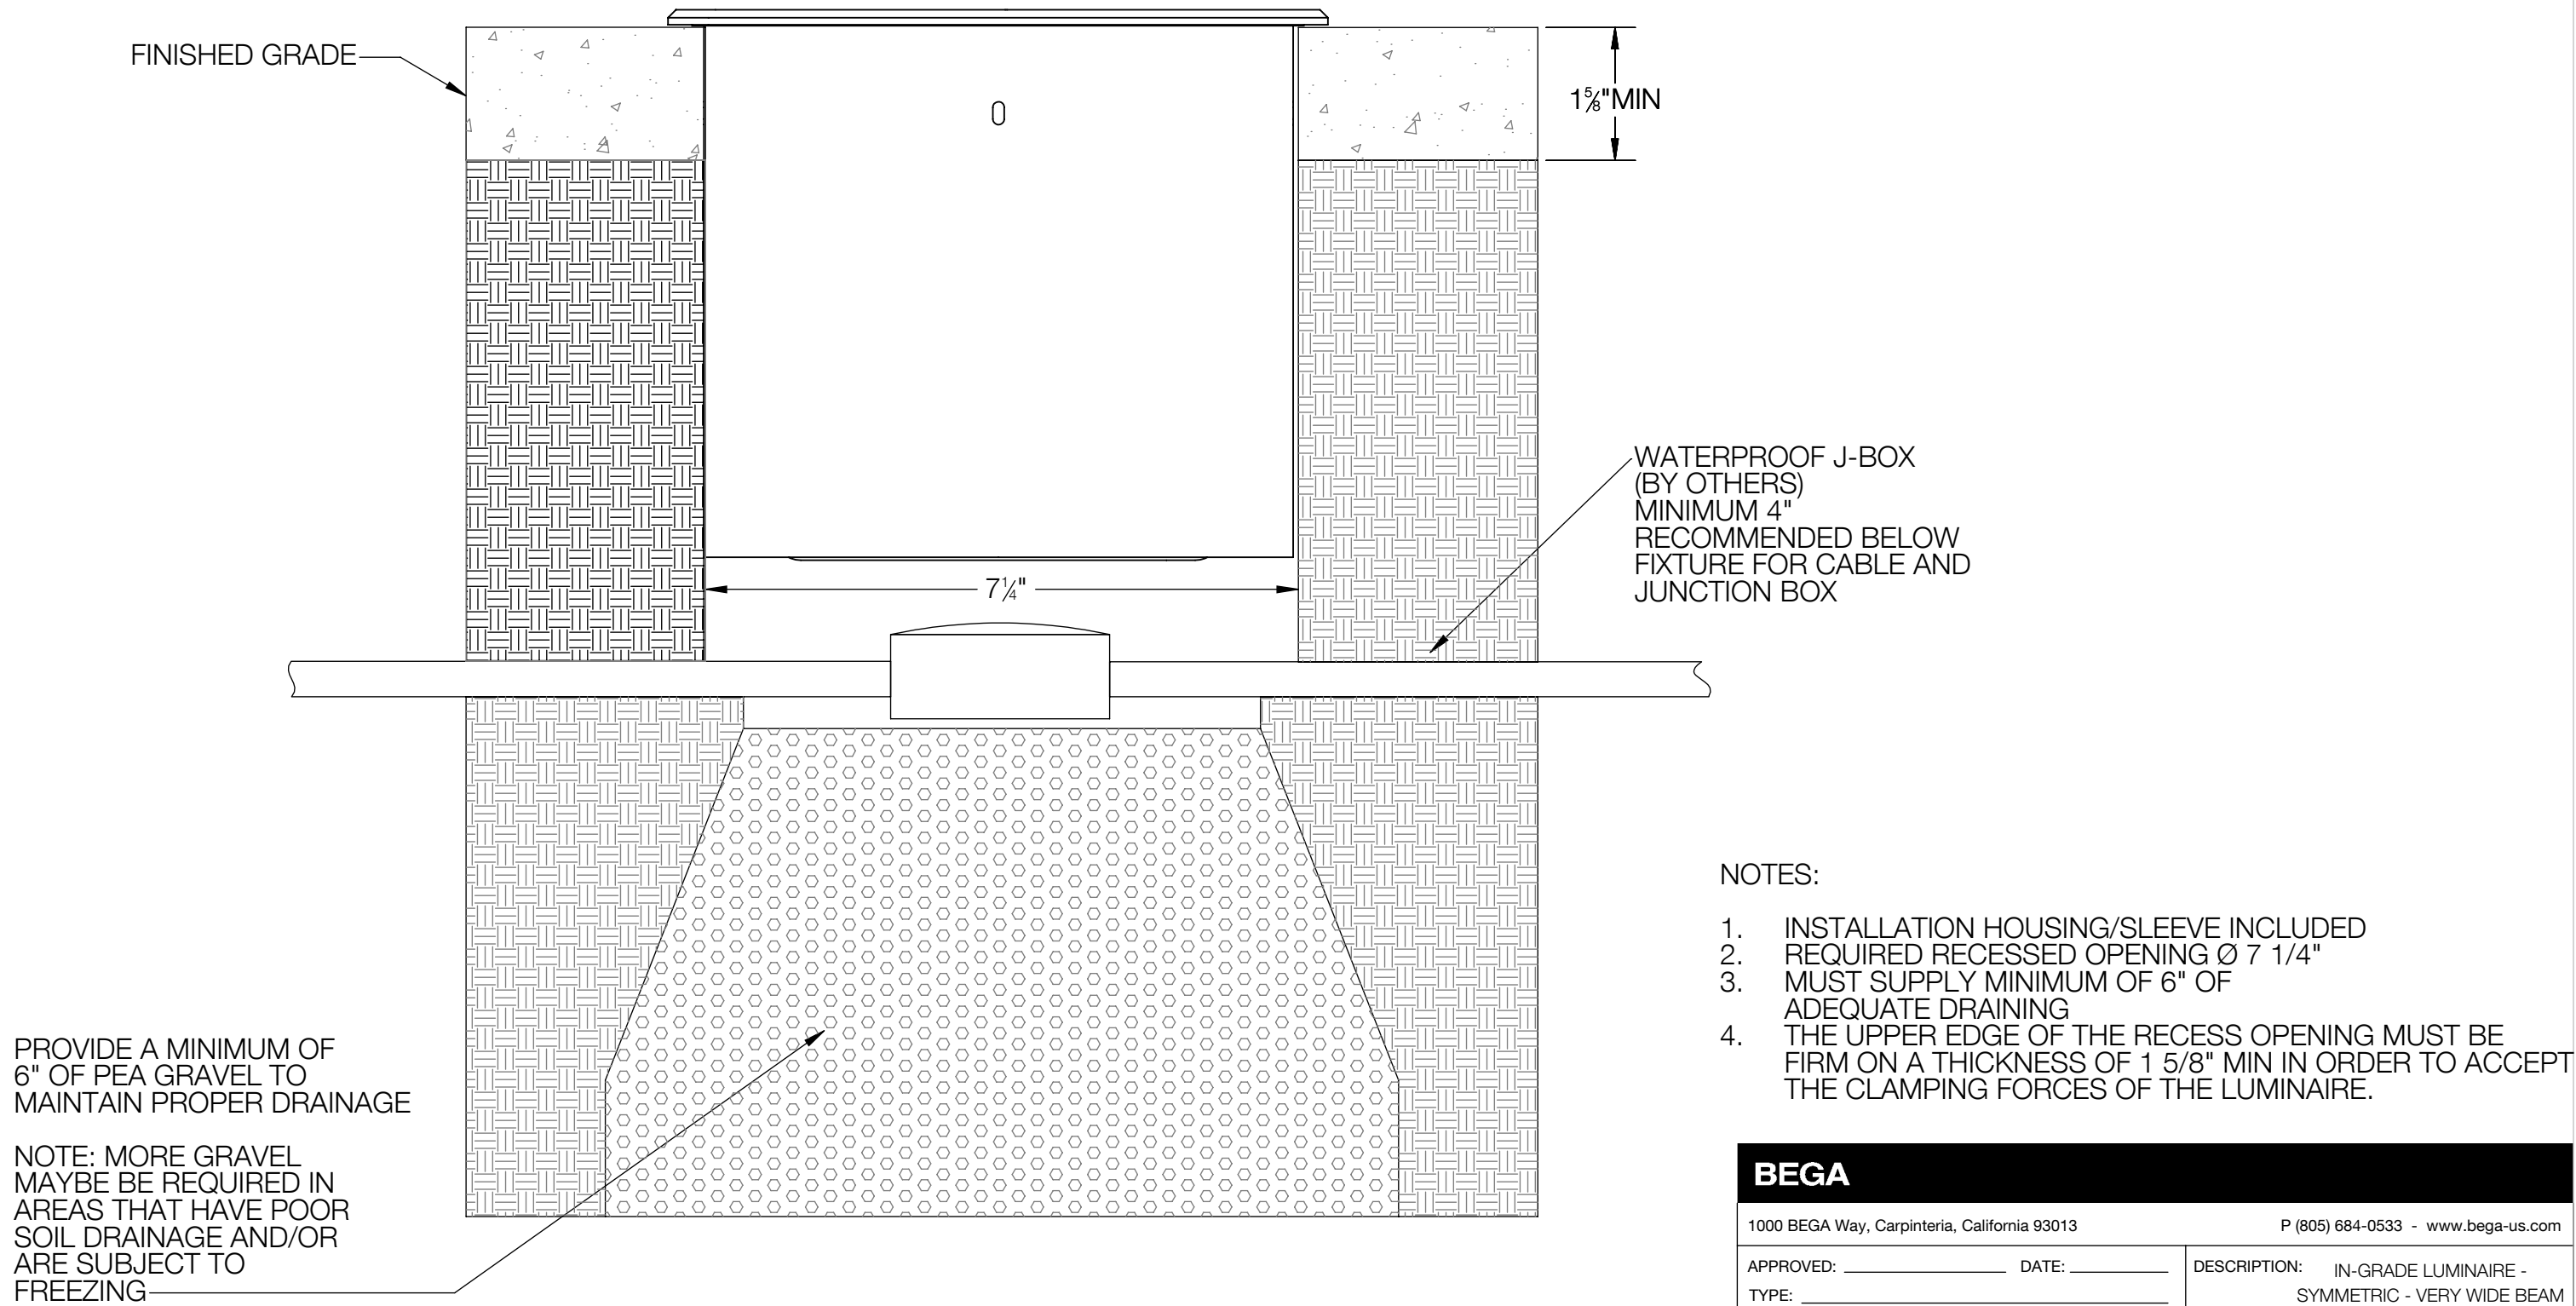 FINISHED GRADE
1⅝"MIN
WATERPROOF J-BOX
(BY OTHERS)
MINIMUM 4"
RECOMMENDED BELOW
FIXTURE FOR CABLE AND
JUNCTION BOX
7¼"
PROVIDE A MINIMUM OF
6" OF PEA GRAVEL TO
MAINTAIN PROPER DRAINAGE
NOTE: MORE GRAVEL
MAYBE BE REQUIRED IN
AREAS THAT HAVE POOR
SOIL DRAINAGE AND/OR
ARE SUBJECT TO
FREEZING
NOTES:
1. INSTALLATION HOUSING/SLEEVE INCLUDED
2. REQUIRED RECESSED OPENING Ø 7 1/4"
3. MUST SUPPLY MINIMUM OF 6" OF
ADEQUATE DRAINING
4. THE UPPER EDGE OF THE RECESS OPENING MUST BE
FIRM ON A THICKNESS OF 1 5/8" MIN IN ORDER TO ACCEPT
THE CLAMPING FORCES OF THE LUMINAIRE.
BEGA
1000 BEGA Way, Carpinteria, California 93013 P (805) 684-0533 - www.bega-us.com
APPROVED: DATE:
TYPE:
DESCRIPTION: IN-GRADE LUMINAIRE -
SYMMETRIC - VERY WIDE BEAM